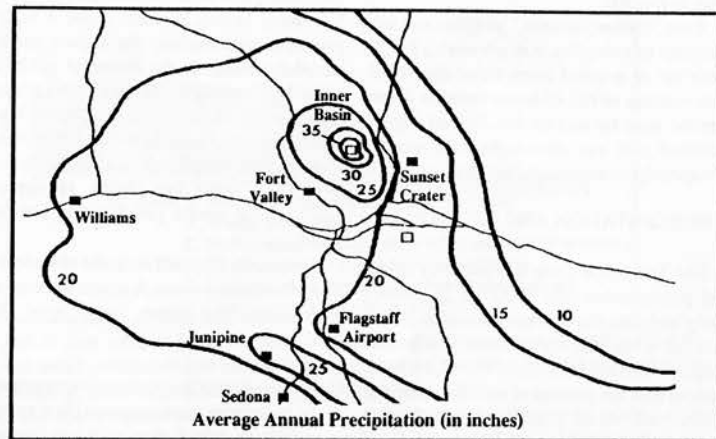 Inner
Basin
35
30
25
Fort
Valley
Sunset
Crater
Williams
20
20
15
10
Flagstaff
Airport
Junipine
25
Sedona
Average Annual Precipitation (in inches)